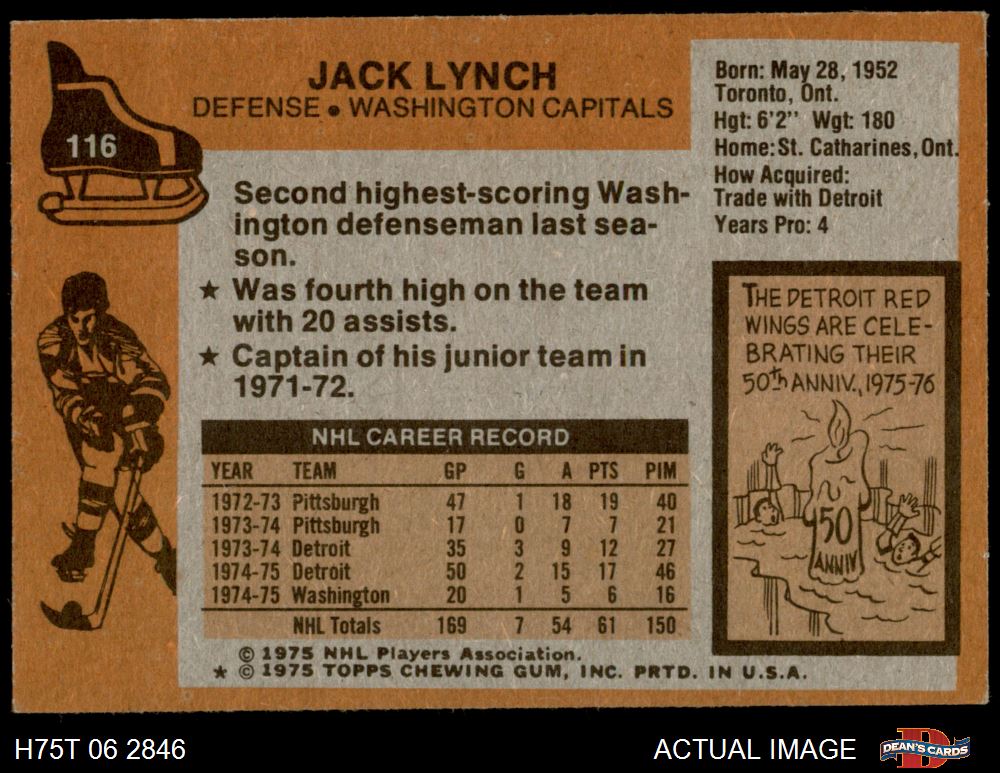 116
JACK LYNCH
DEFENSE • WASHINGTON CAPITALS
Second highest-scoring Wash-
ington defenseman last sea-
son.
★ Was fourth high on the team
with 20 assists.
★ Captain of his junior team in
1971-72.
Born: May 28, 1952
Toronto, Ont.
Hgt: 6'2" Wgt: 180
Home: St. Catharines, Ont.
How Acquired:
Trade with Detroit
Years Pro: 4
NHL CAREER RECORD
YEAR TEAM GP G A PTS PIM
1972-73 Pittsburgh 47 1 18 19 40
1973-74 Pittsburgh 17 0 7 7 21
1973-74 Detroit 35 3 9 12 27
1974-75 Detroit 50 2 15 17 46
1974-75 Washington 20 1 5 6 16
NHL Totals 169 7 54 61 150
THE DETROIT RED
WINGS ARE CELE-
BRATING THEIR
50th ANNIV., 1975-76
50
ANNIV
© 1975 NHL Players Association.
★ © 1975 TOPPS CHEWING GUM, INC. PRTD. IN U.S.A.
H75T 06 2846
ACTUAL IMAGE
DEAN'S CARDS